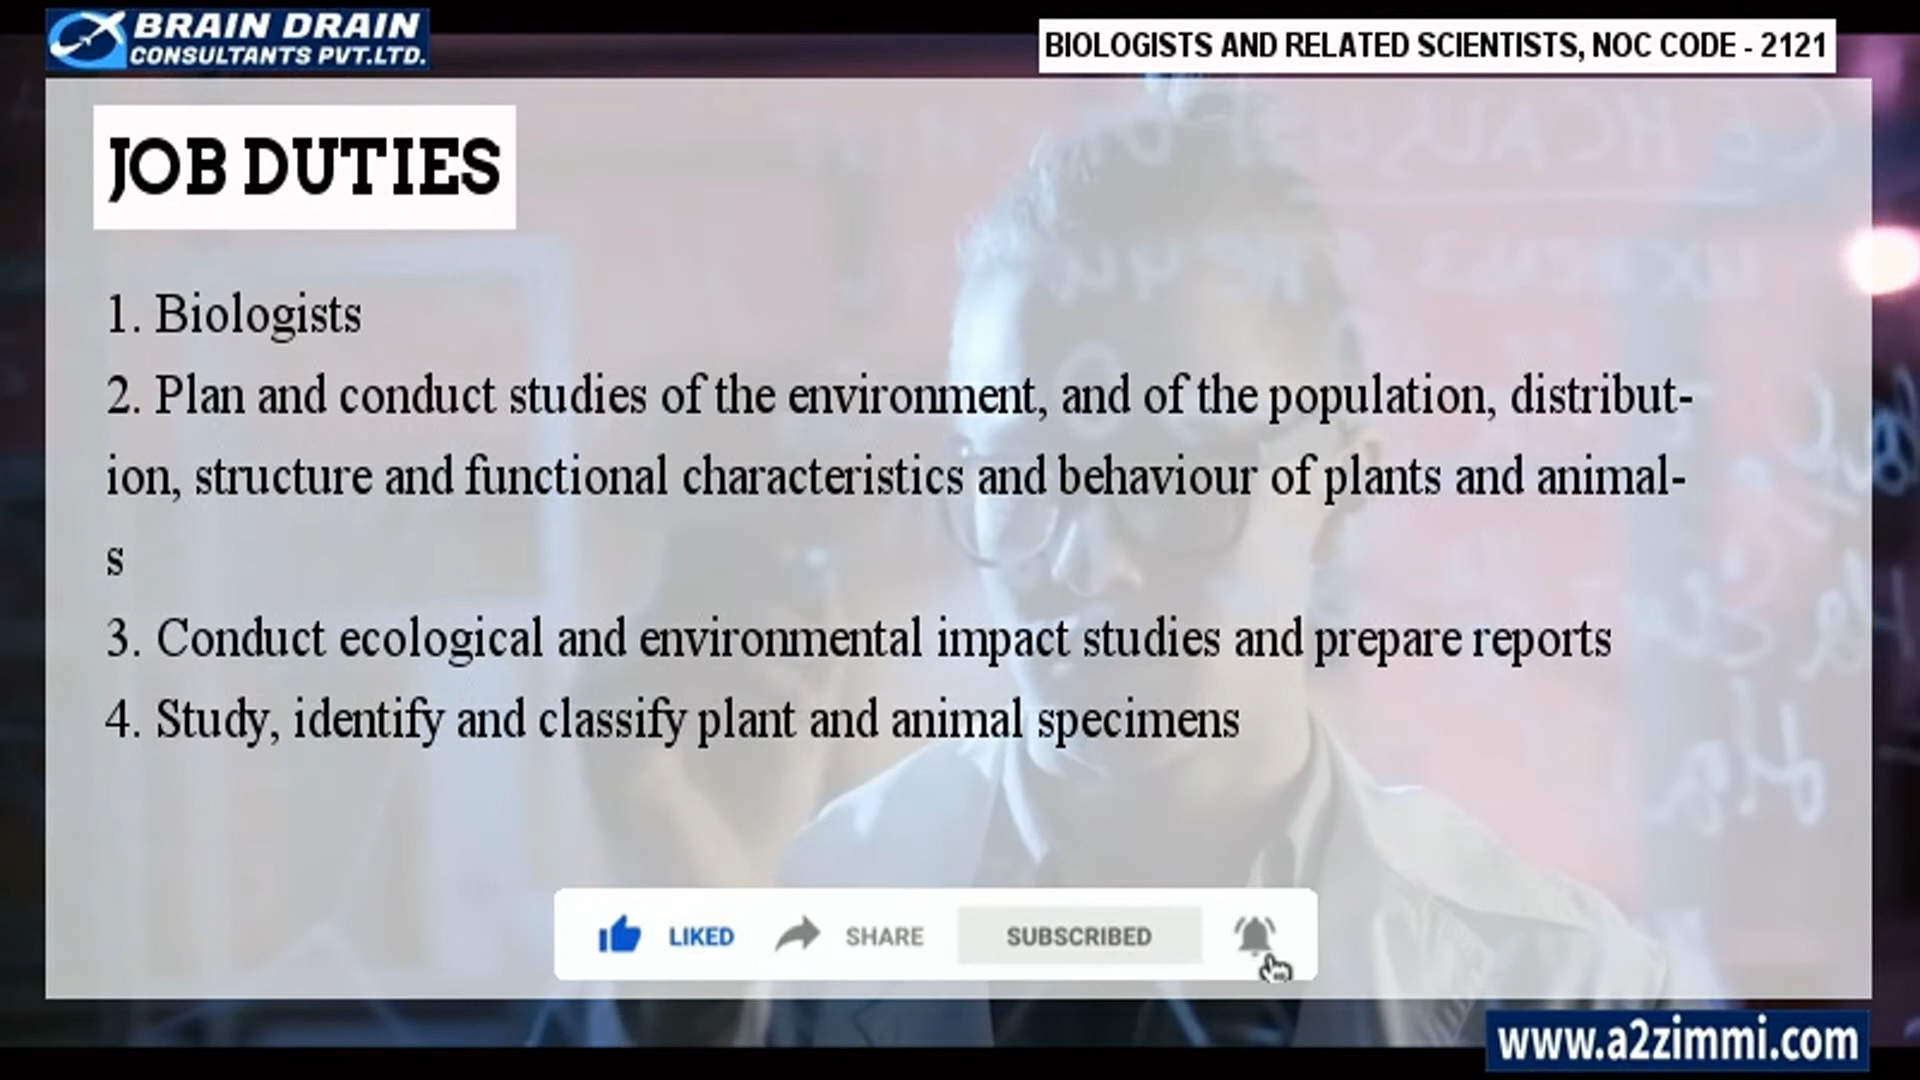 BRAIN DRAIN
CONSULTANTS PVT.LTD.
BIOLOGISTS AND RELATED SCIENTISTS, NOC CODE - 2121
JOB DUTIES
1. Biologists
2. Plan and conduct studies of the environment, and of the population, distribut-
ion, structure and functional characteristics and behaviour of plants and animal-
s
3. Conduct ecological and environmental impact studies and prepare reports
4. Study, identify and classify plant and animal specimens
LIKED SHARE SUBSCRIBED
www.a2zimmi.com